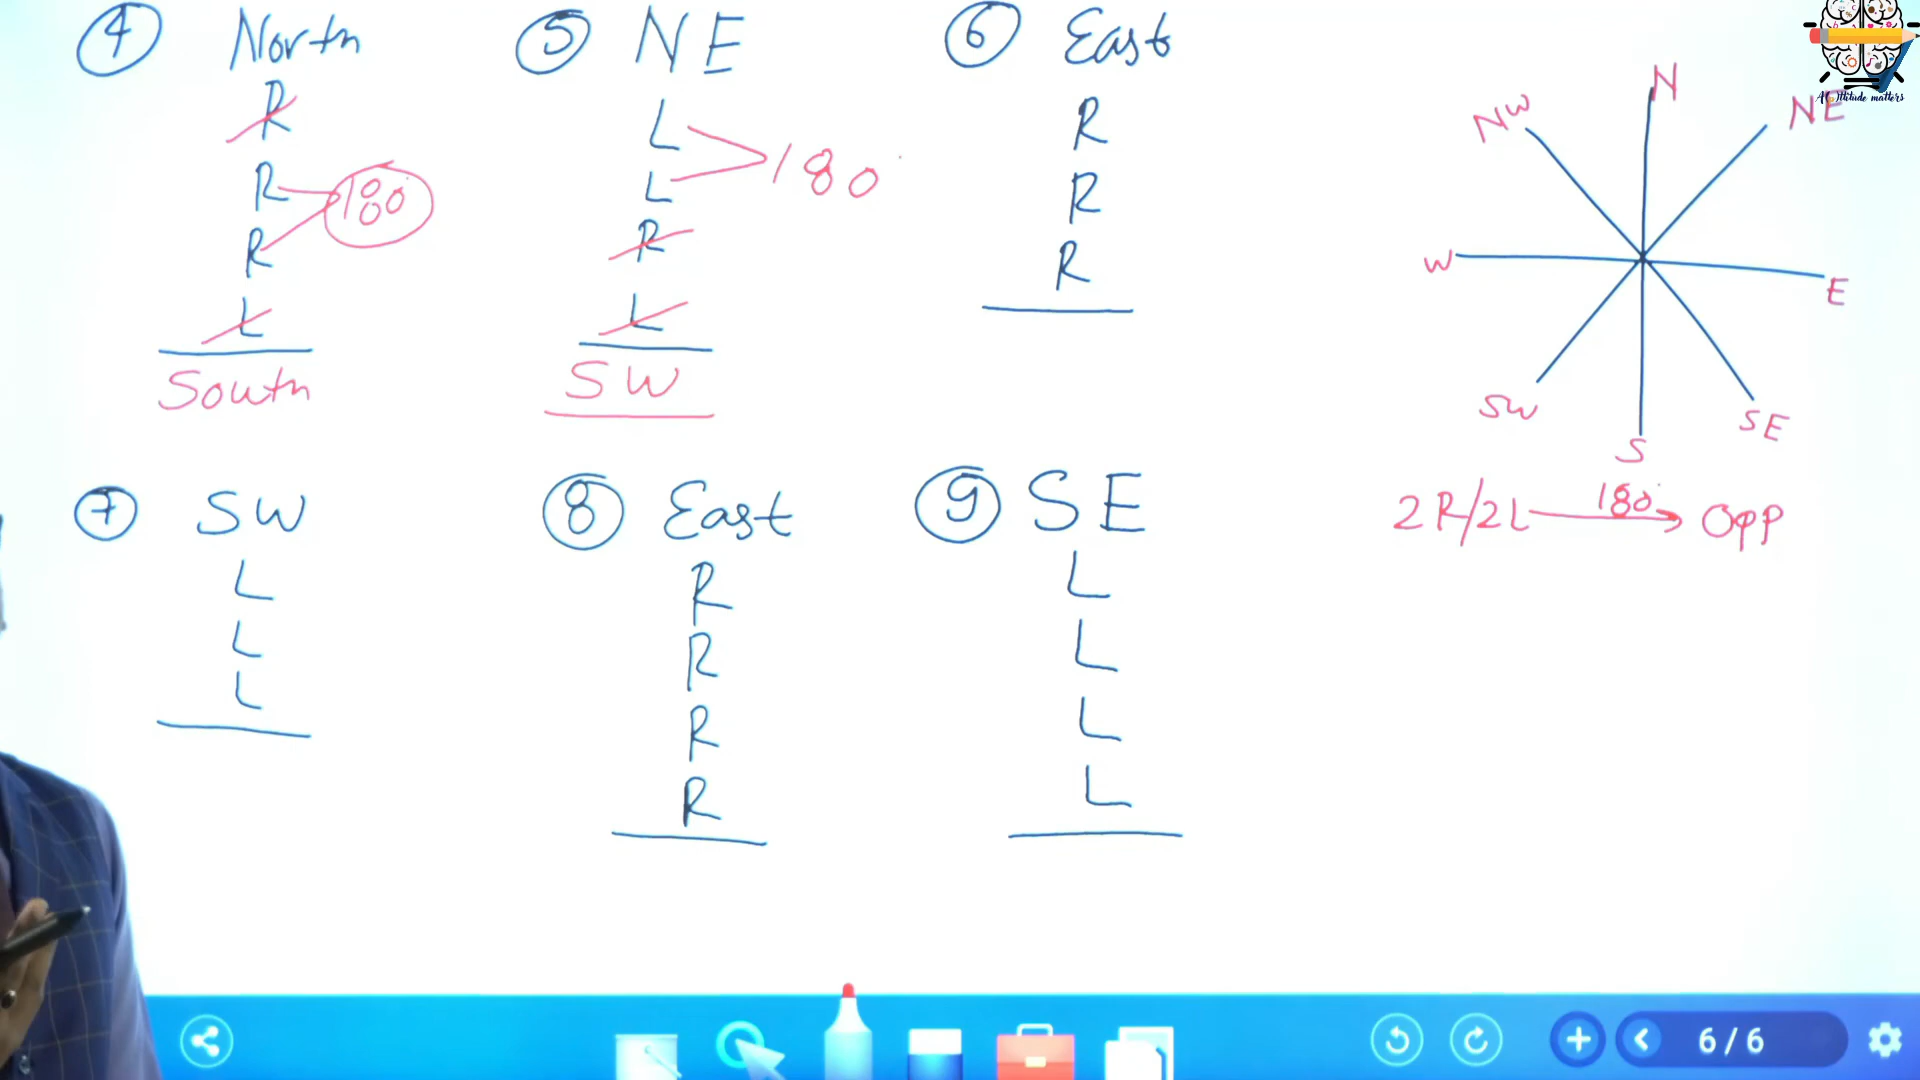 ④ North
R
R
R
L
180
South
⑤ NE
L
L
R
L
180
SW
⑥ East
R
R
R
N
NE
E
SE
S
SW
W
NW
2R/2L 180° → Opp
⑦ SW
L
L
L
⑧ East
R
R
R
R
⑨ SE
L
L
L
L
6 / 6